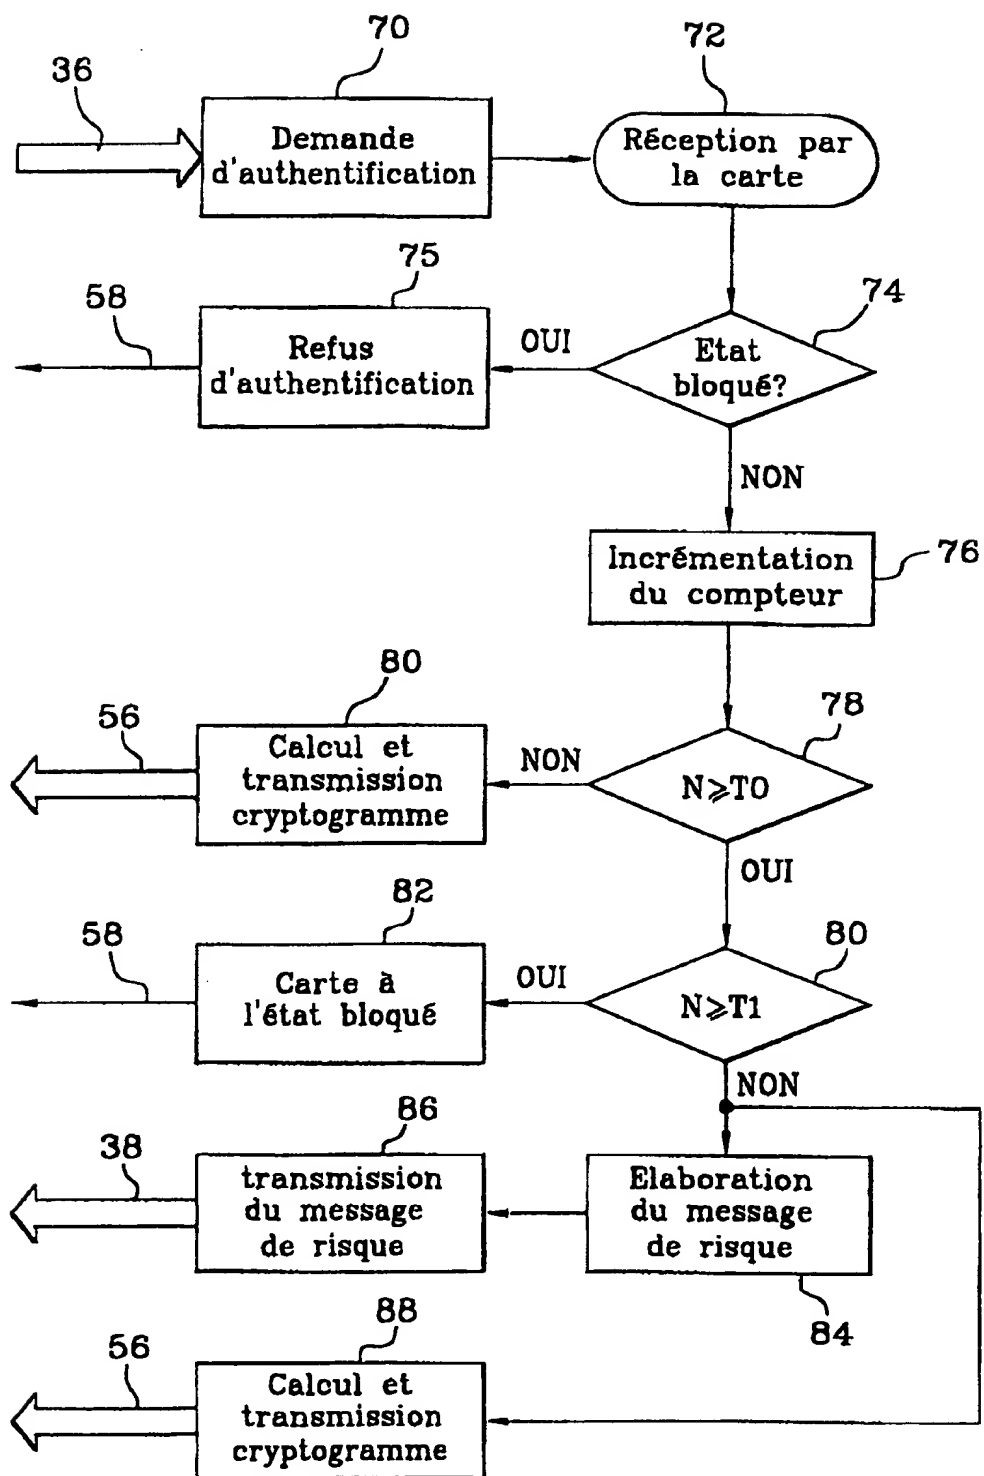 70
72
36
Demande
d'authentification
Réception par
la carte
75
58
74
Refus
d'authentification
OUI
Etat
bloqué?
NON
Incrémentation
du compteur
76
80
56
78
Calcul et
transmission
cryptogramme
NON
N⩾T0
OUI
82
58
80
Carte à
l'état bloqué
OUI
N⩾T1
NON
86
38
transmission
du message
de risque
Elaboration
du message
de risque
84
88
56
Calcul et
transmission
cryptogramme